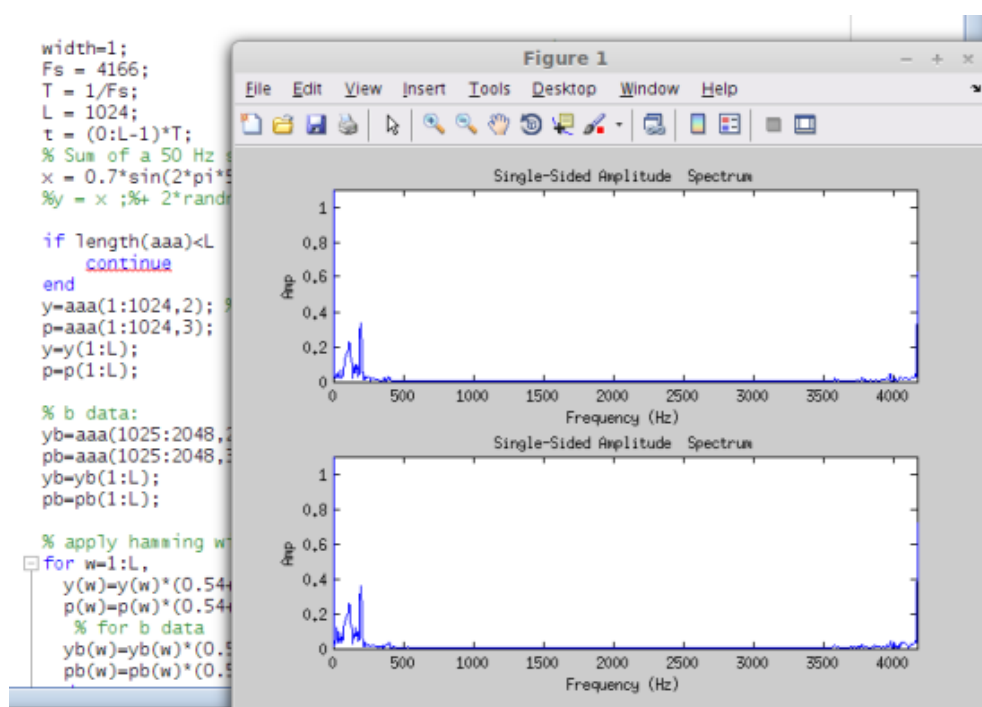 width=1;
Fs = 4166;
T = 1/Fs;
L = 1024;
t = (0:L-1)*T;
% Sum of a 50 Hz
x = 0.7*sin(2*pi*
%y = x ;%+ 2*rand
if length(aaa)<L
continue
end
y=aaa(1:1024,2); %
p=aaa(1:1024,3);
y=y(1:L);
p=p(1:L);
% b data:
yb=aaa(1025:2048,
pb=aaa(1025:2048,
yb=yb(1:L);
pb=pb(1:L);
% apply hamming
for w=1:L,
y(w)=y(w)*(0.54
p(w)=p(w)*(0.54
% for b data
yb(w)=yb(w)*(0.
pb(w)=pb(w)*(0.
Figure 1
File Edit View Insert Tools Desktop Window Help
Single-Sided Amplitude Spectrum
Amp
1
0.8
0.6
0.4
0.2
0
0 500 1000 1500 2000 2500 3000 3500 4000
Frequency (Hz)
Single-Sided Amplitude Spectrum
Amp
1
0.8
0.6
0.4
0.2
0
0 500 1000 1500 2000 2500 3000 3500 4000
Frequency (Hz)